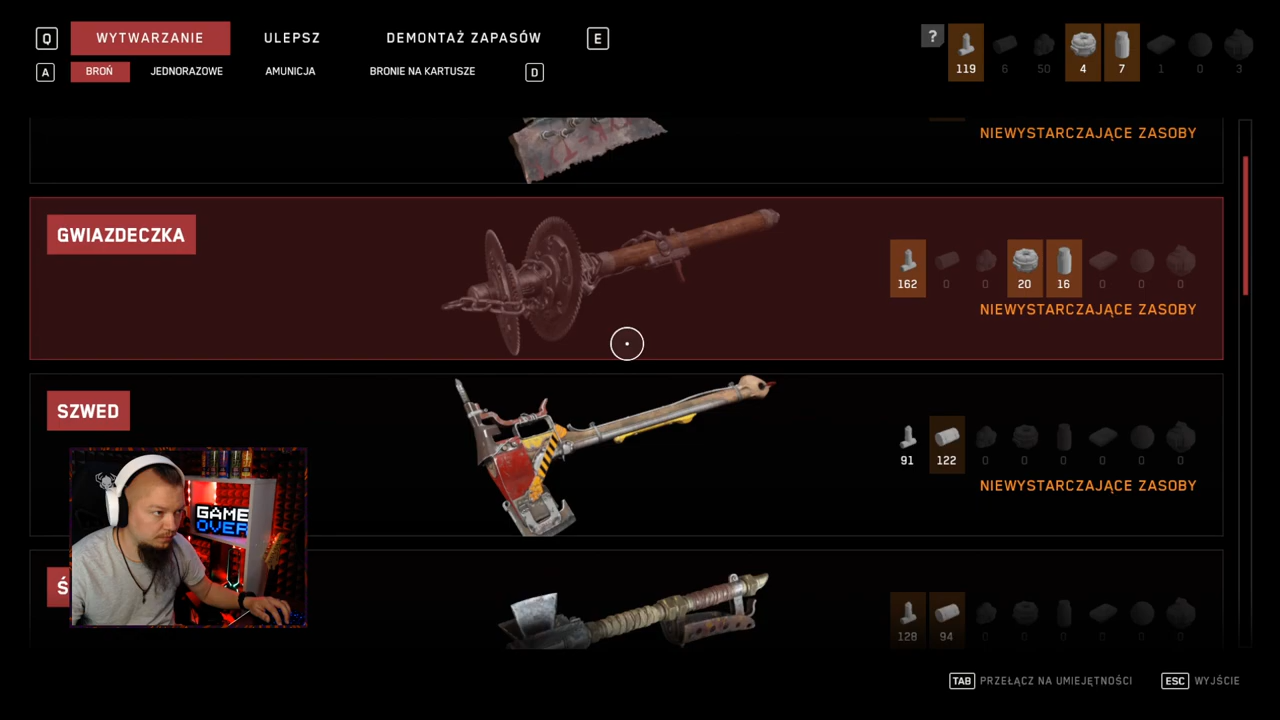 Q WYTWARZANIE ULEPSZ DEMONTAŻ ZAPASÓW E
A BROŃ JEDNORAZOWE AMUNICJA BRONIE NA KARTUSZE D
?
119 6 50 4 7 1 0 3
NIEWYSTARCZAJĄCE ZASOBY
GWIAZDECZKA
162 0 0 20 16 0 0 0
NIEWYSTARCZAJĄCE ZASOBY
SZWED
91 122 0 0 0 0 0 0
NIEWYSTARCZAJĄCE ZASOBY
GAME
OVER
Ś
128 94 0 0 0 0 0 0
TAB PRZEŁĄCZ NA UMIEJĘTNOŚCI ESC WYJŚCIE